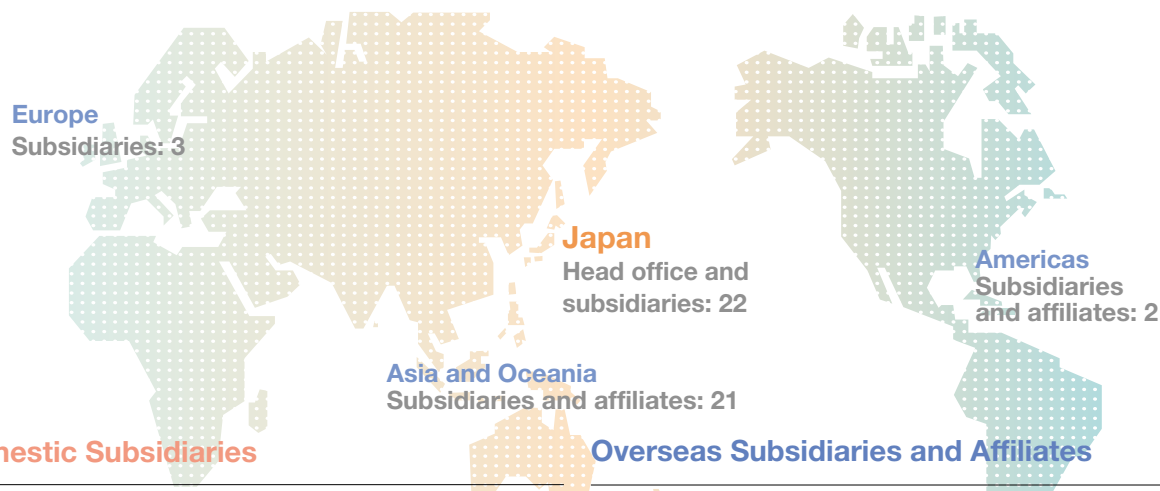 Europe
Subsidiaries: 3
Japan
Head office and
subsidiaries: 22
Americas
Subsidiaries
and affiliates: 2
Asia and Oceania
Subsidiaries and affiliates: 21
nestic Subsidiaries
Overseas Subsidiaries and Affiliates